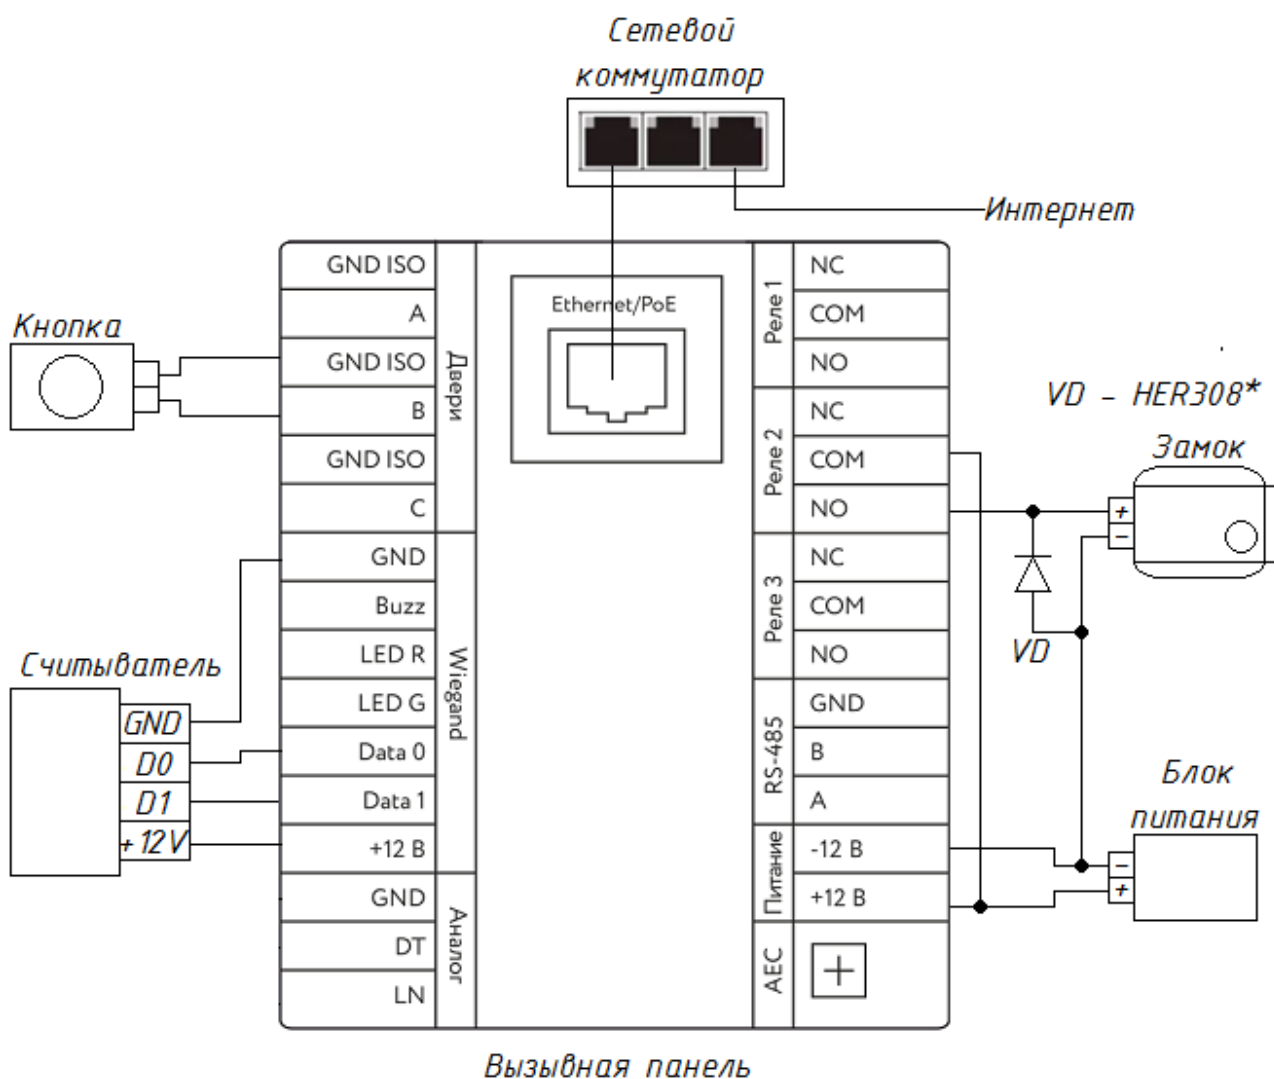 Сетевой
коммутатор
Интернет
Кнопка
Считыватель
GND
D0
D1
+12V
GND ISO
A
GND ISO
B
GND ISO
C
Двери
GND
Buzz
LED R
LED G
Data 0
Data 1
+12 В
Wiegand
GND
DT
LN
Аналог
Ethernet/PoE
Реле 1
NC
COM
NO
Реле 2
NC
COM
NO
Реле 3
NC
COM
NO
RS-485
GND
B
A
Питание
-12 В
+12 В
АЕС
+
VD - HER308*
Замок
+
-
VD
Блок
питания
-
+
Вызывная панель